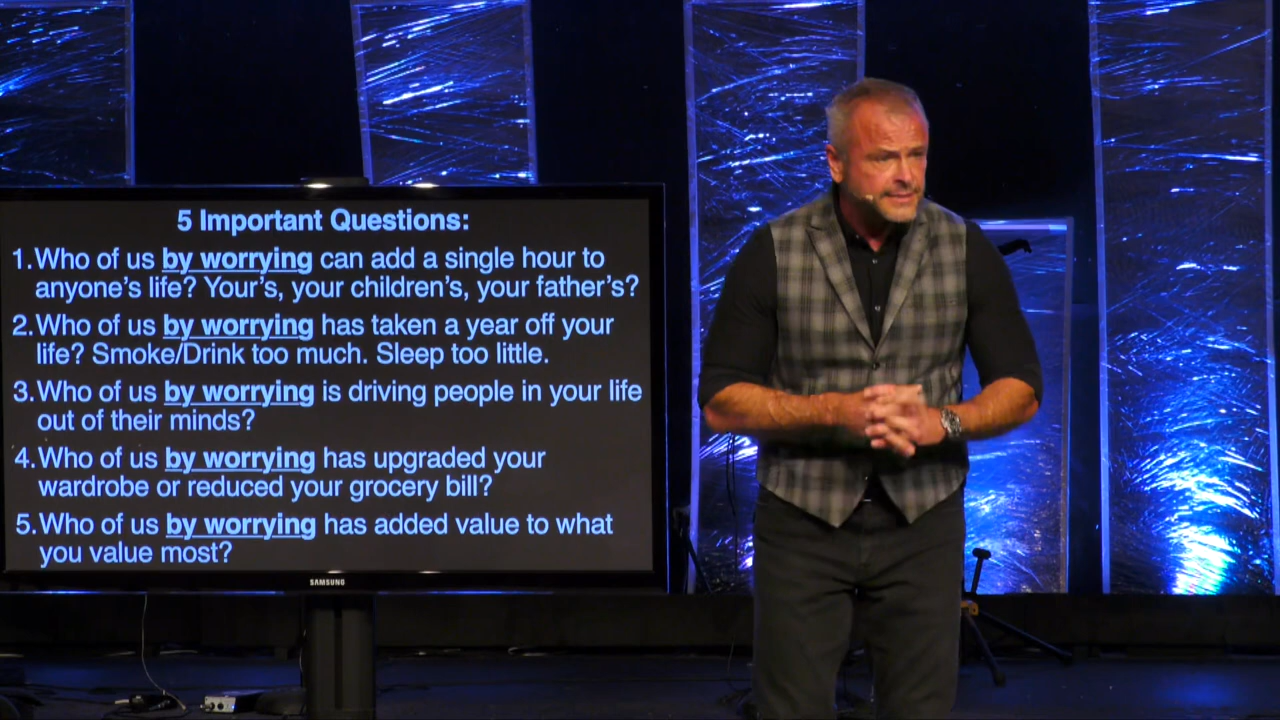 5 Important Questions:
1. Who of us by worrying can add a single hour to
anyone's life? Your's, your children's, your father's?
2. Who of us by worrying has taken a year off your
life? Smoke/Drink too much. Sleep too little.
3. Who of us by worrying is driving people in your life
out of their minds?
4. Who of us by worrying has upgraded your
wardrobe or reduced your grocery bill?
5. Who of us by worrying has added value to what
you value most?
SAMSUNG